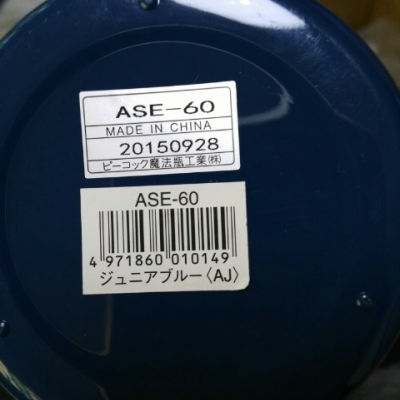 ASE-60
MADE IN CHINA
20150928
ピーコック魔法瓶工業㈱
ASE-60
4 971860 010149
ジュニアブルー〈AJ〉